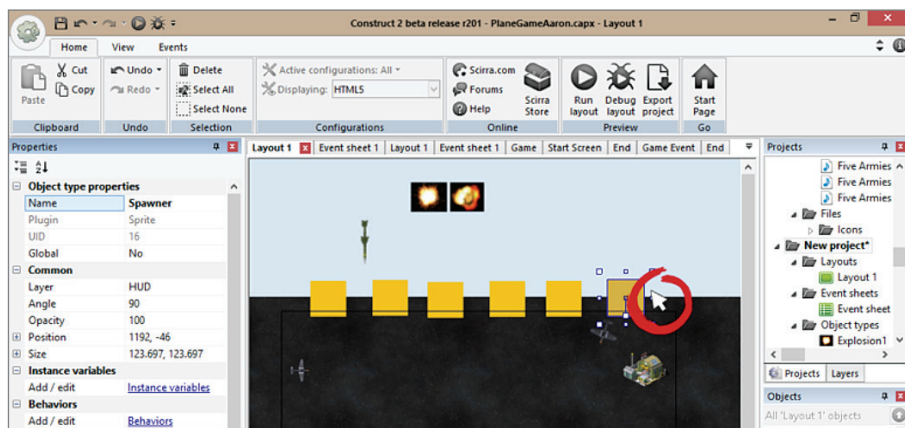 Construct 2 beta release r201 - PlaneGameAaron.capx - Layout 1
Home View Events
Paste
Cut
Copy
Clipboard
Undo
Redo
Undo
Delete
Select All
Select None
Selection
Active configurations: All
Displaying: HTML5
Configurations
Scirra.com
Forums
Help
Scirra Store
Online
Run layout
Debug layout
Export project
Preview
Start Page
Go
Properties
Object type properties
Name Spawner
Plugin Sprite
UID 16
Global No
Common
Layer HUD
Angle 90
Opacity 100
Position 1192, -46
Size 123.697, 123.697
Instance variables
Add / edit Instance variables
Behaviors
Add / edit Behaviors
Layout 1 Event sheet 1 Layout 1 Event sheet 1 Game Start Screen End Game Event End
Projects
Five Armies
Five Armies
Five Armies
Files
Icons
New project*
Layouts
Layout 1
Event sheets
Event sheet
Object types
Explosion1
Projects Layers
Objects
All 'Layout 1' objects